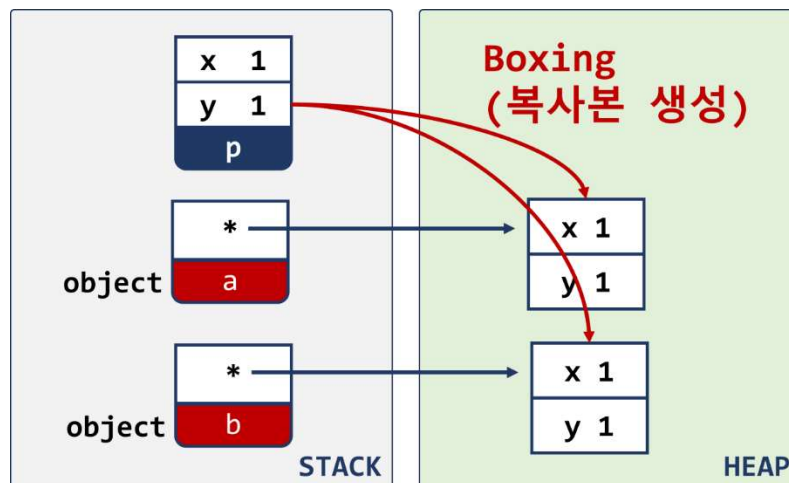 x 1
y 1
p
Boxing
(복사본 생성)
*
object a
x 1
y 1
*
object b
x 1
y 1
STACK
HEAP